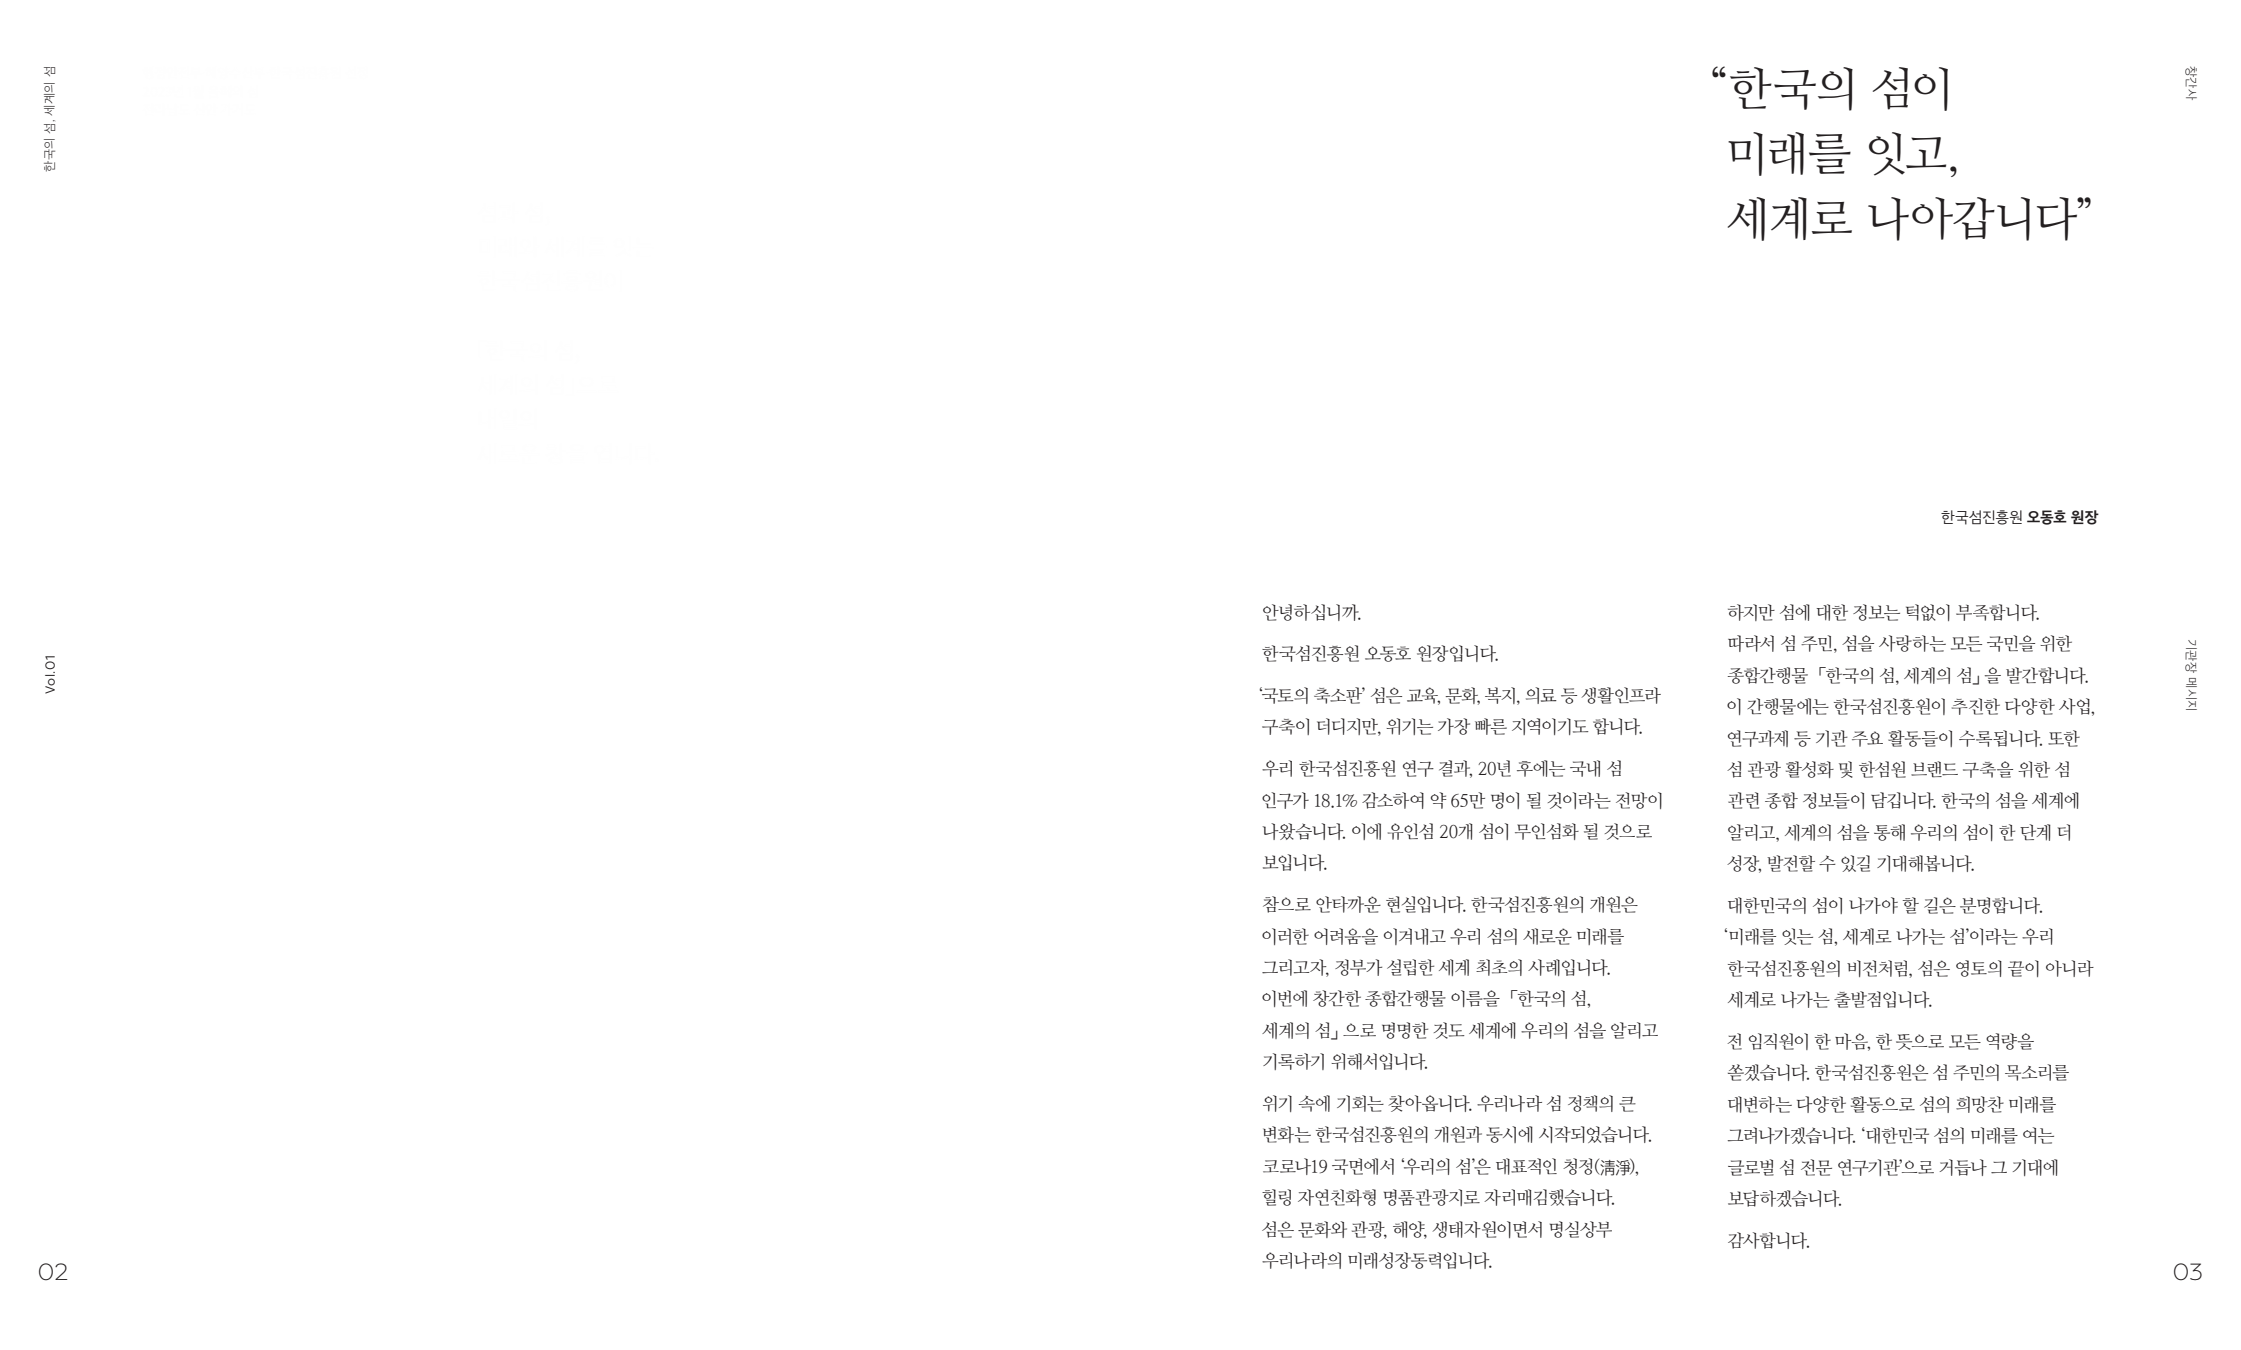 한국의 섬, 세계의 섬
Vol.01
02
“한국의 섬이
미래를 잇고,
세계로 나아갑니다”
창간사
기관장 메시지
한국섬진흥원 오동호 원장
안녕하십니까.
한국섬진흥원 오동호 원장입니다.
‘국토의 축소판’ 섬은 교육, 문화, 복지, 의료 등 생활인프라
구축이 더디지만, 위기는 가장 빠른 지역이기도 합니다.
우리 한국섬진흥원 연구 결과, 20년 후에는 국내 섬
인구가 18.1% 감소하여 약 65만 명이 될 것이라는 전망이
나왔습니다. 이에 유인섬 20개 섬이 무인섬화 될 것으로
보입니다.
참으로 안타까운 현실입니다. 한국섬진흥원의 개원은
이러한 어려움을 이겨내고 우리 섬의 새로운 미래를
그리고자, 정부가 설립한 세계 최초의 사례입니다.
이번에 창간한 종합간행물 이름을 「한국의 섬,
세계의 섬」으로 명명한 것도 세계에 우리의 섬을 알리고
기록하기 위해서입니다.
위기 속에 기회는 찾아옵니다. 우리나라 섬 정책의 큰
변화는 한국섬진흥원의 개원과 동시에 시작되었습니다.
코로나19 국면에서 ‘우리의 섬’은 대표적인 청정(淸淨),
힐링 자연친화형 명품관광지로 자리매김했습니다.
섬은 문화와 관광, 해양, 생태자원이면서 명실상부
우리나라의 미래성장동력입니다.
하지만 섬에 대한 정보는 턱없이 부족합니다.
따라서 섬 주민, 섬을 사랑하는 모든 국민을 위한
종합간행물 「한국의 섬, 세계의 섬」을 발간합니다.
이 간행물에는 한국섬진흥원이 추진한 다양한 사업,
연구과제 등 기관 주요 활동들이 수록됩니다. 또한
섬 관광 활성화 및 한섬원 브랜드 구축을 위한 섬
관련 종합 정보들이 담깁니다. 한국의 섬을 세계에
알리고, 세계의 섬을 통해 우리의 섬이 한 단계 더
성장, 발전할 수 있길 기대해봅니다.
대한민국의 섬이 나가야 할 길은 분명합니다.
‘미래를 잇는 섬, 세계로 나가는 섬’이라는 우리
한국섬진흥원의 비전처럼, 섬은 영토의 끝이 아니라
세계로 나가는 출발점입니다.
전 임직원이 한 마음, 한 뜻으로 모든 역량을
쏟겠습니다. 한국섬진흥원은 섬 주민의 목소리를
대변하는 다양한 활동으로 섬의 희망찬 미래를
그려나가겠습니다. ‘대한민국 섬의 미래를 여는
글로벌 섬 전문 연구기관’으로 거듭나 그 기대에
보답하겠습니다.
감사합니다.
03